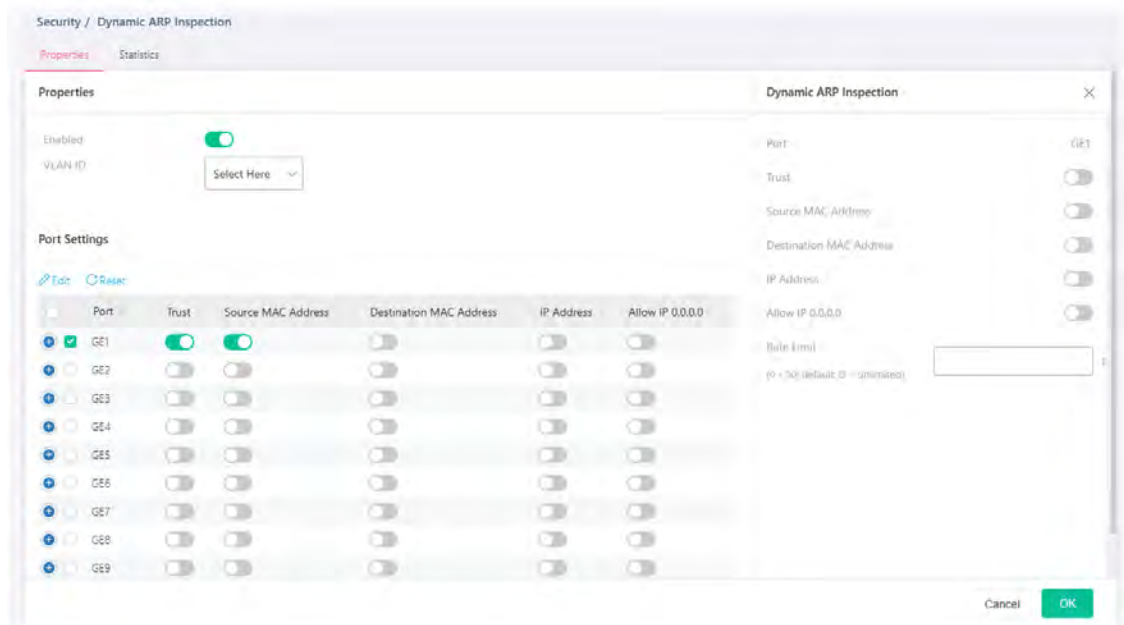 Security / Dynamic ARP Inspection
Properties Statistics
Properties
Enabled
VLAN ID
Select Here
Port Settings
Edit Reset
Port Trust Source MAC Address Destination MAC Address IP Address Allow IP 0.0.0.0
GE1
GE2
GE3
GE4
GE5
GE6
GE7
GE8
GE9
Dynamic ARP Inspection
Port GE1
Trust
Source MAC Address
Destination MAC Address
IP Address
Allow IP 0.0.0.0
Rate Limit
(0 - 50, default 0 = unlimited)
Cancel OK